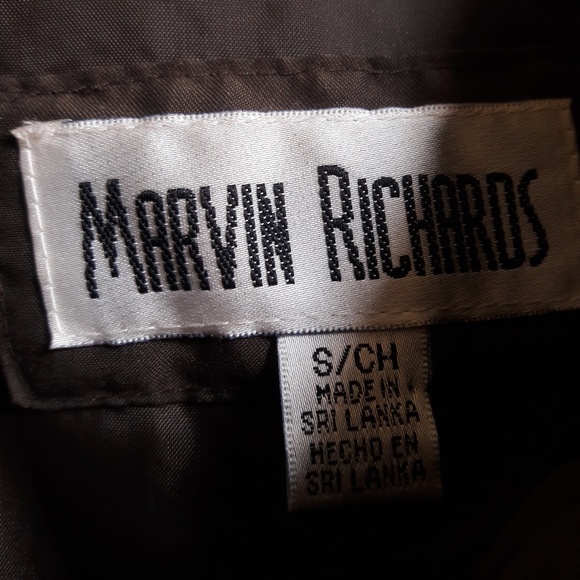 MARVIN RICHARDS
S/CH
MADE IN
SRI LANKA
HECHO EN
SRI LANKA